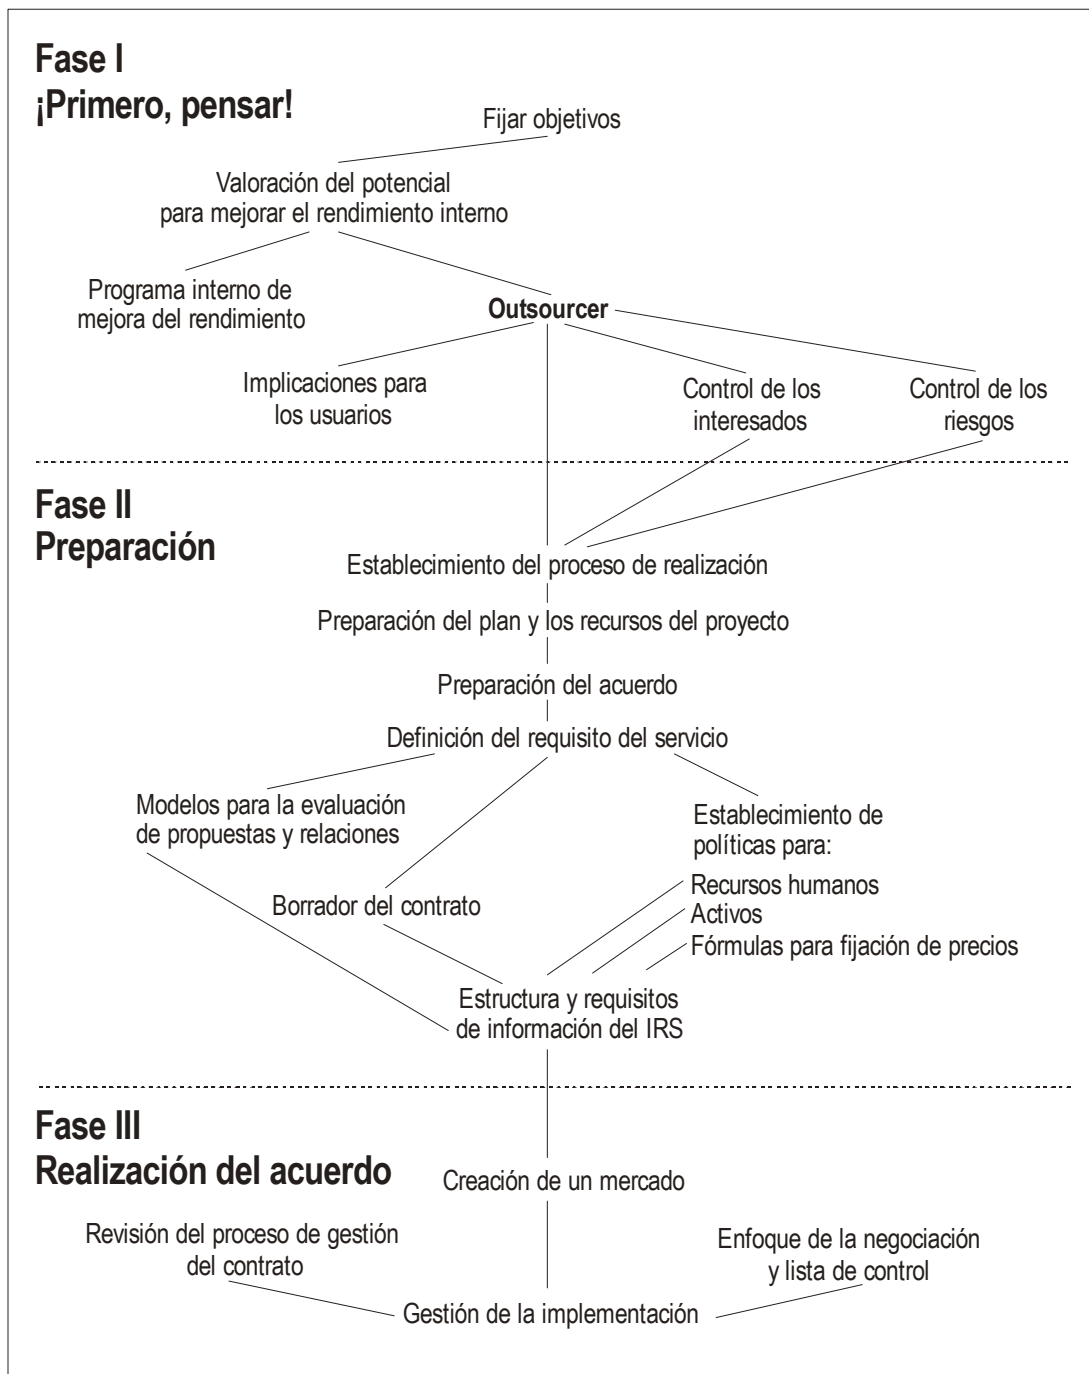 Fase I
¡Primero, pensar!
Fijar objetivos
Valoración del potencial
para mejorar el rendimiento interno
Programa interno de
mejora del rendimiento
Outsourcer
Implicaciones para
los usuarios
Control de los
interesados
Control de los
riesgos
Fase II
Preparación
Establecimiento del proceso de realización
Preparación del plan y los recursos del proyecto
Preparación del acuerdo
Definición del requisito del servicio
Modelos para la evaluación
de propuestas y relaciones
Establecimiento de
políticas para:
Recursos humanos
Activos
Fórmulas para fijación de precios
Borrador del contrato
Estructura y requisitos
de información del IRS
Fase III
Realización del acuerdo
Creación de un mercado
Revisión del proceso de gestión
del contrato
Enfoque de la negociación
y lista de control
Gestión de la implementación